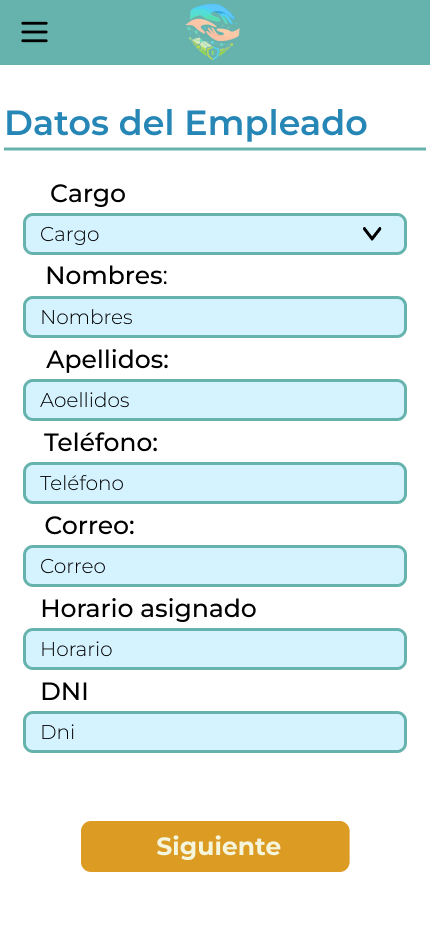 Datos del Empleado
Cargo
Cargo
Nombres:
Nombres
Apellidos:
Aoellidos
Teléfono:
Teléfono
Correo:
Correo
Horario asignado
Horario
DNI
Dni
Siguiente